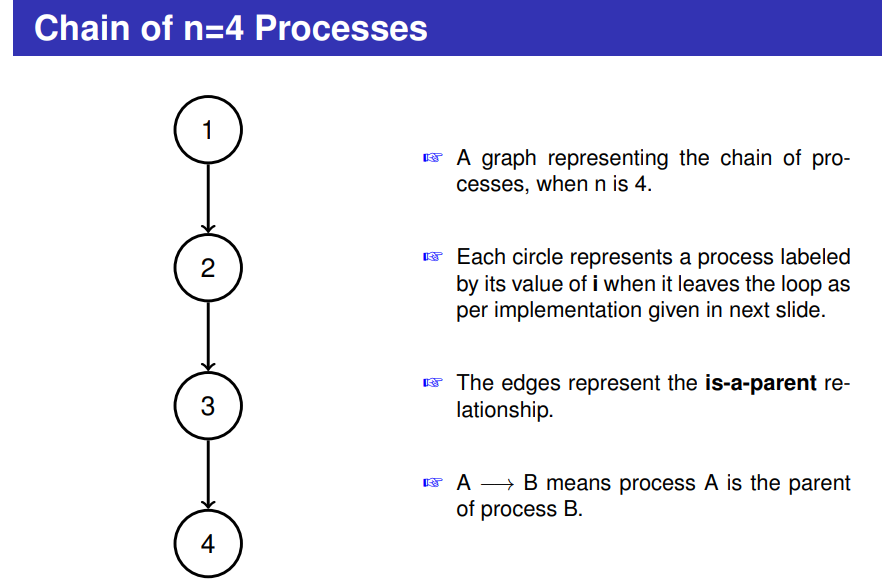 Chain of n=4 Processes
1
2
3
4
☞ A graph representing the chain of pro-
cesses, when n is 4.
☞ Each circle represents a process labeled
by its value of i when it leaves the loop as
per implementation given in next slide.
☞ The edges represent the is-a-parent re-
lationship.
☞ A ⟶ B means process A is the parent
of process B.